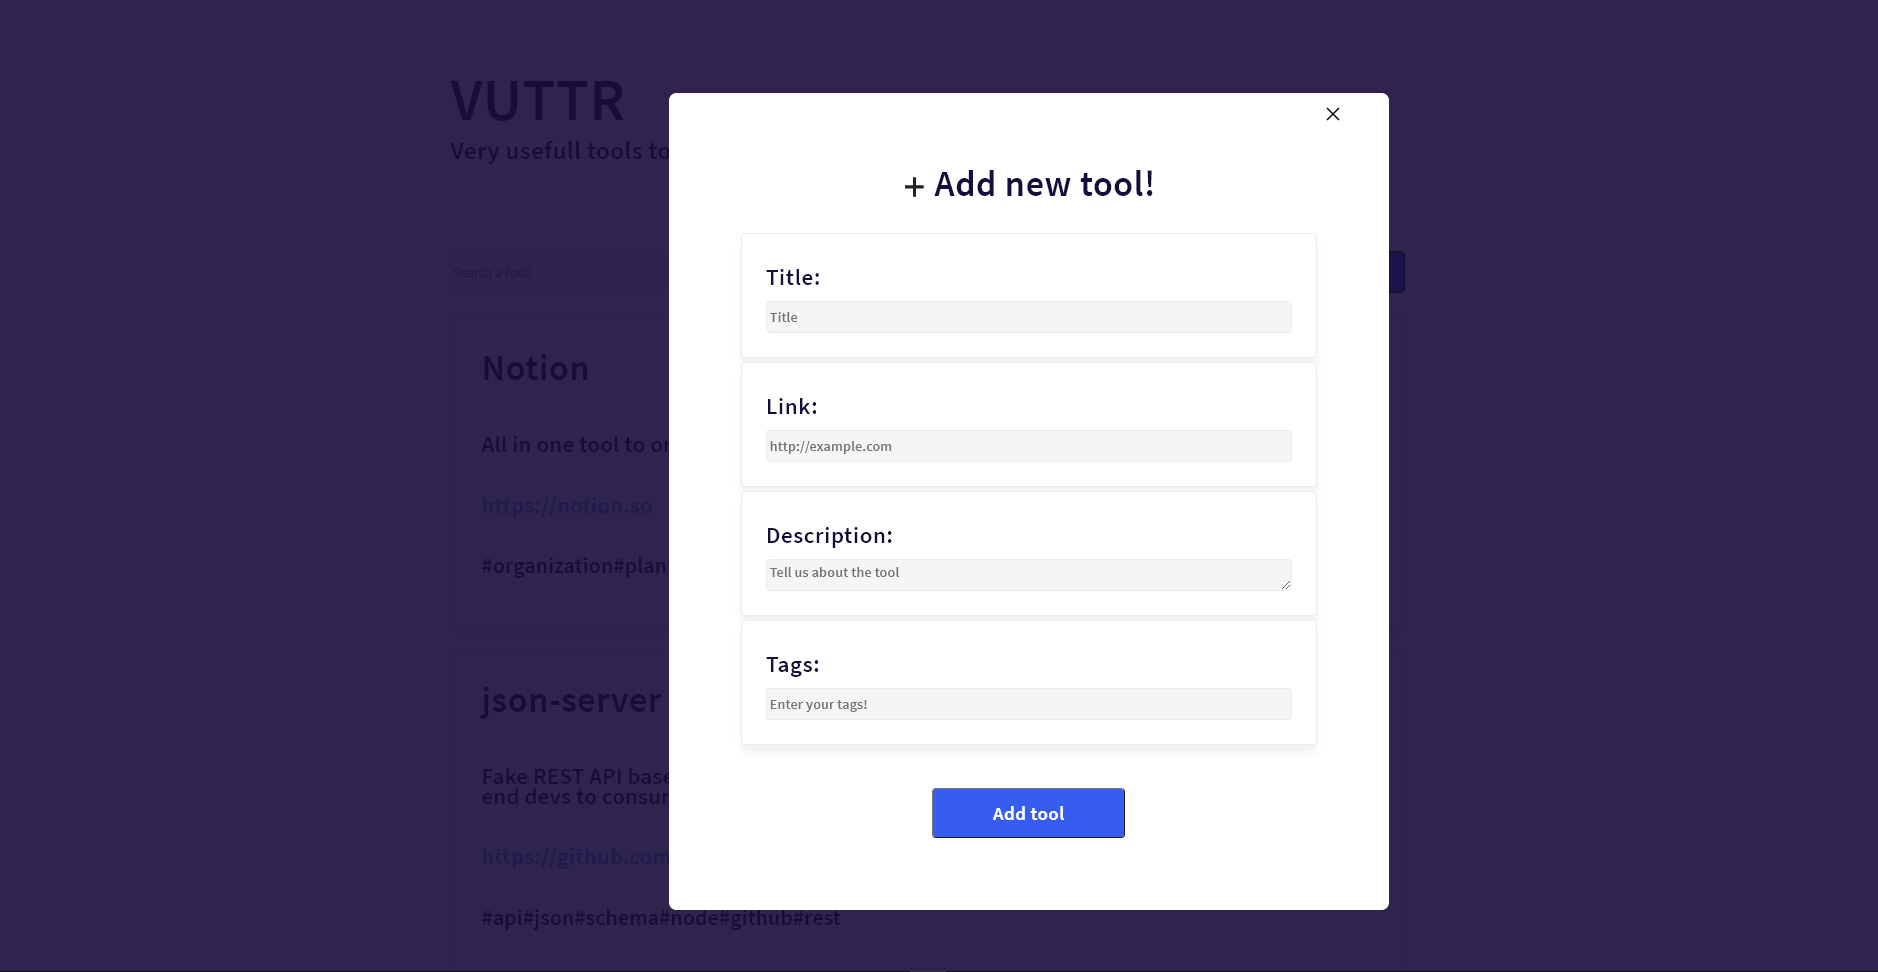 VUTTR
Very usefull tools to
Search a tool!
Notion
All in one tool to or
https://notion.so
#organization#plan
json-server
Fake REST API base
end devs to consur
https://github.com
#api#json#schema#node#github#rest
+ Add new tool!
Title:
Title
Link:
http://example.com
Description:
Tell us about the tool
Tags:
Enter your tags!
Add tool